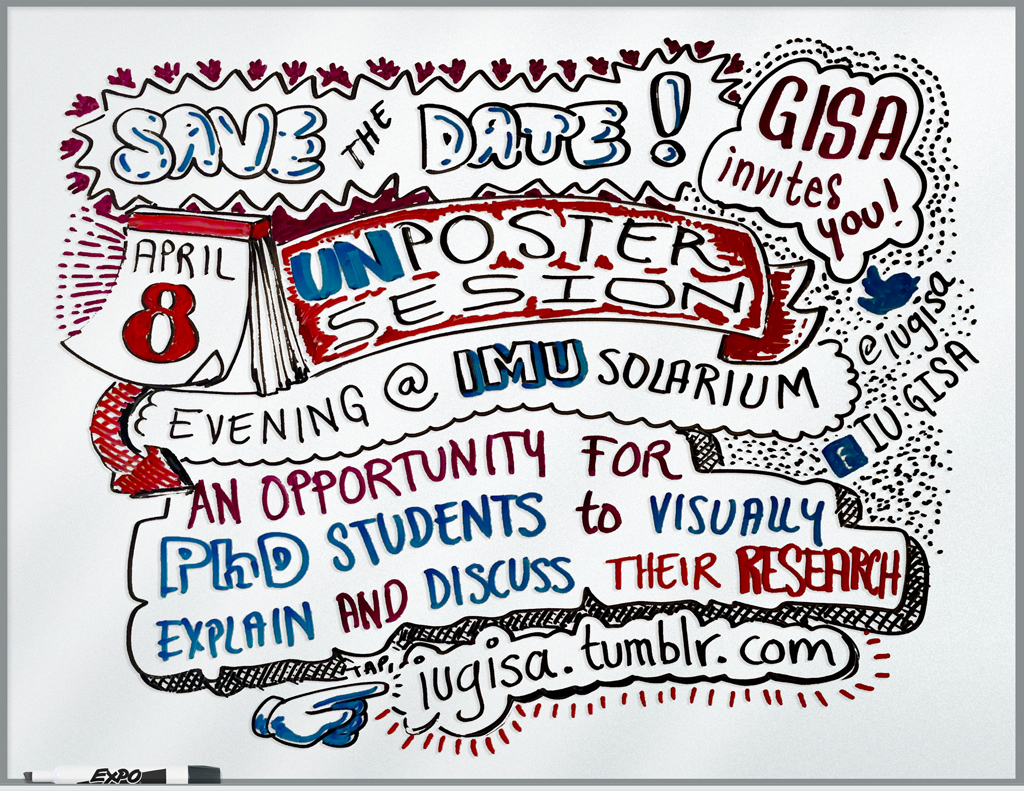 SAVE THE DATE!
GISA
invites
you!
APRIL
8
UNPOSTER
SESION
@iugisa
IU GISA
EVENING @ IMU SOLARIUM
AN OPPORTUNITY FOR
PhD STUDENTS to VISUALLY
EXPLAIN AND DISCUSS THEIR RESEARCH
TAP!
iugisa.tumblr.com
EXPO